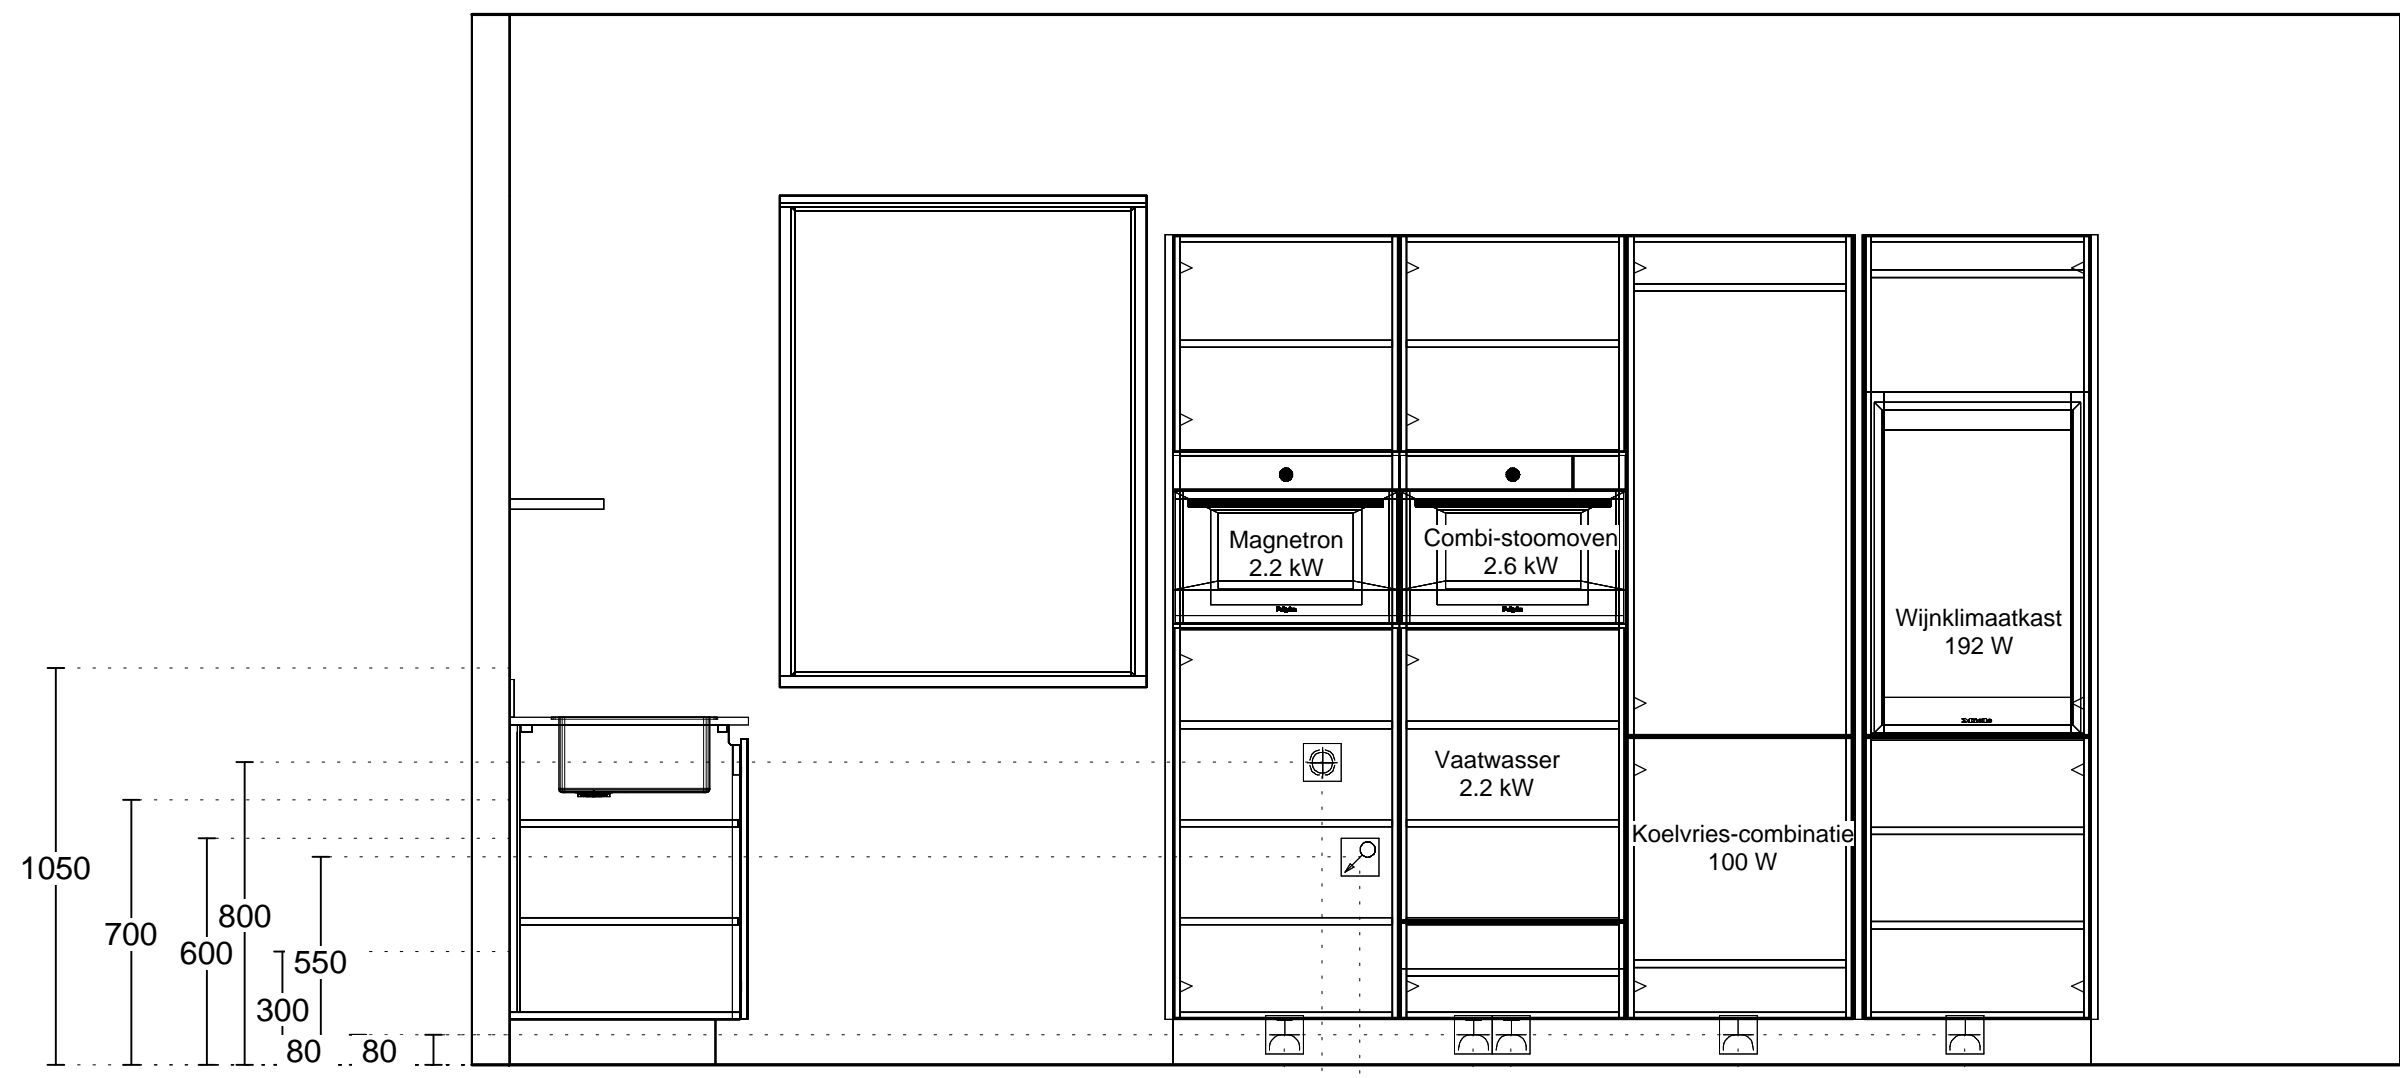 Magnetron
2.2 kW
Combi-stoomoven
2.6 kW
Wijnklimaatkast
192 W
Vaatwasser
2.2 kW
Koelvries-combinatie
100 W
1050
700
600
800
300
550
80
80